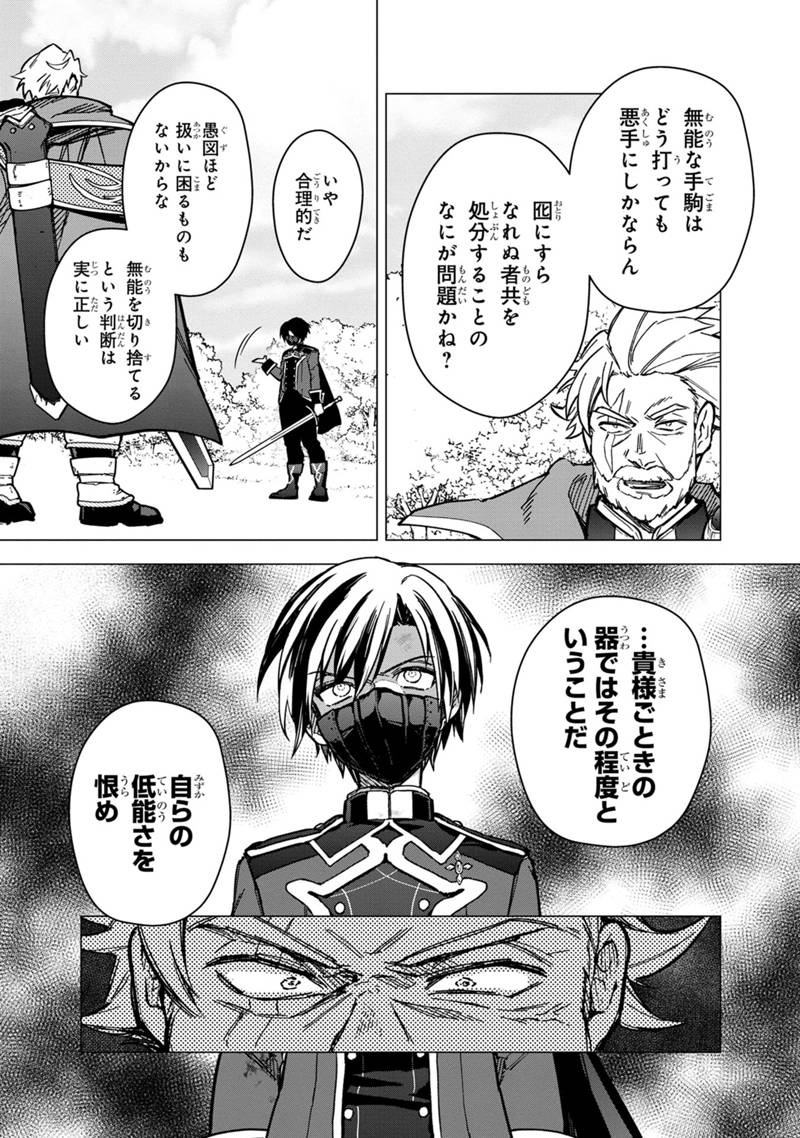 無能な手駒は
どう打っても
悪手にしかならん
囮にすら
なれぬ者共を
処分することの
なにが問題かね？
いや
合理的だ
愚図ほど
扱いに困るものも
ないからな
無能を切り捨てる
という判断は
実に正しい
…貴様ごときの
器ではその程度と
いうことだ
自らの
低能さを
恨め